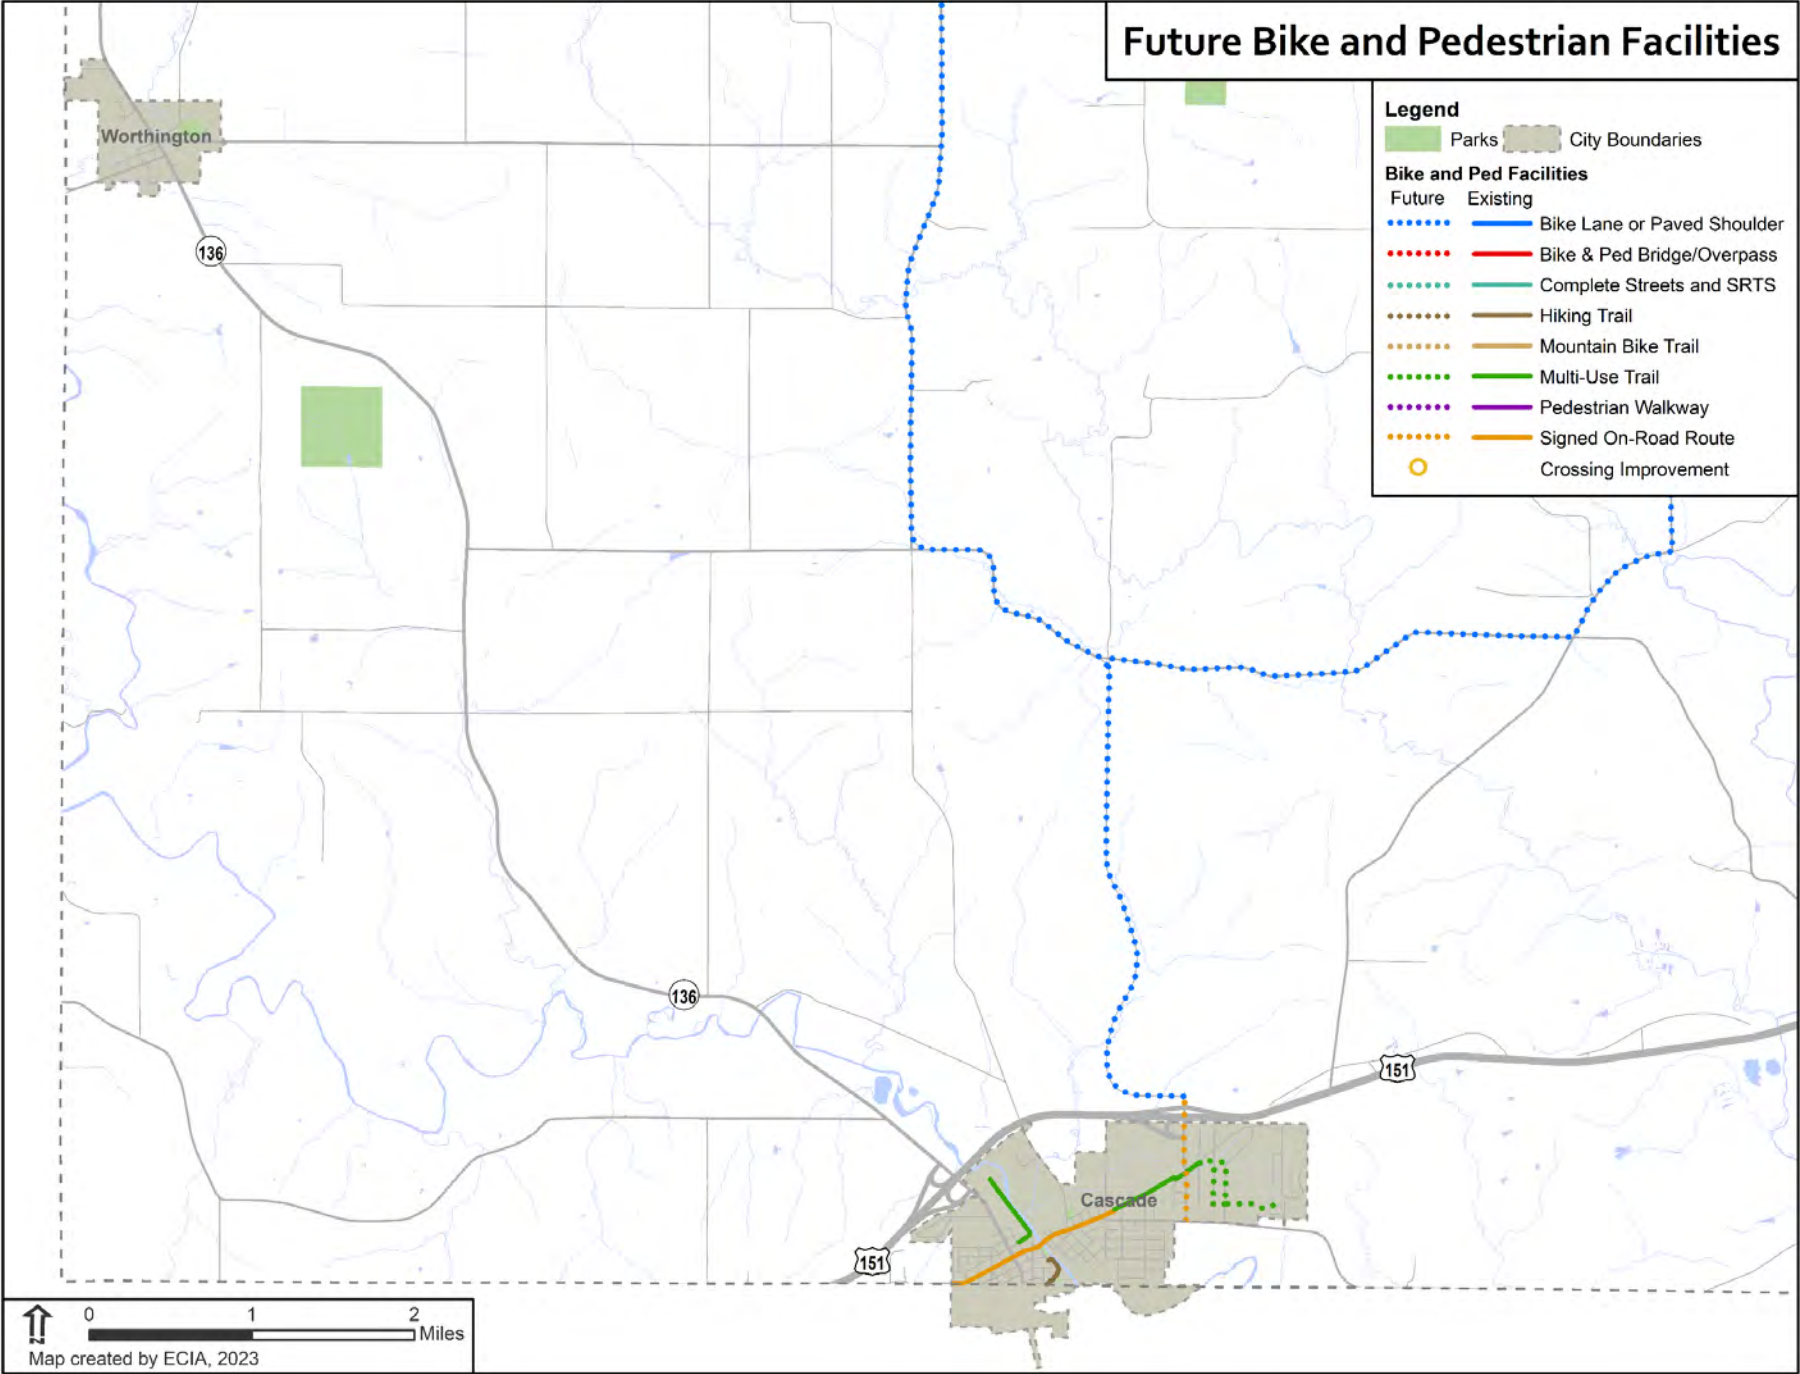 Future Bike and Pedestrian Facilities
Legend
Parks
City Boundaries
Bike and Ped Facilities
Future Existing
Bike Lane or Paved Shoulder
Bike & Ped Bridge/Overpass
Complete Streets and SRTS
Hiking Trail
Mountain Bike Trail
Multi-Use Trail
Pedestrian Walkway
Signed On-Road Route
Crossing Improvement
Worthington
136
136
151
Cascade
151
0 1 2
Miles
N
Map created by ECIA, 2023